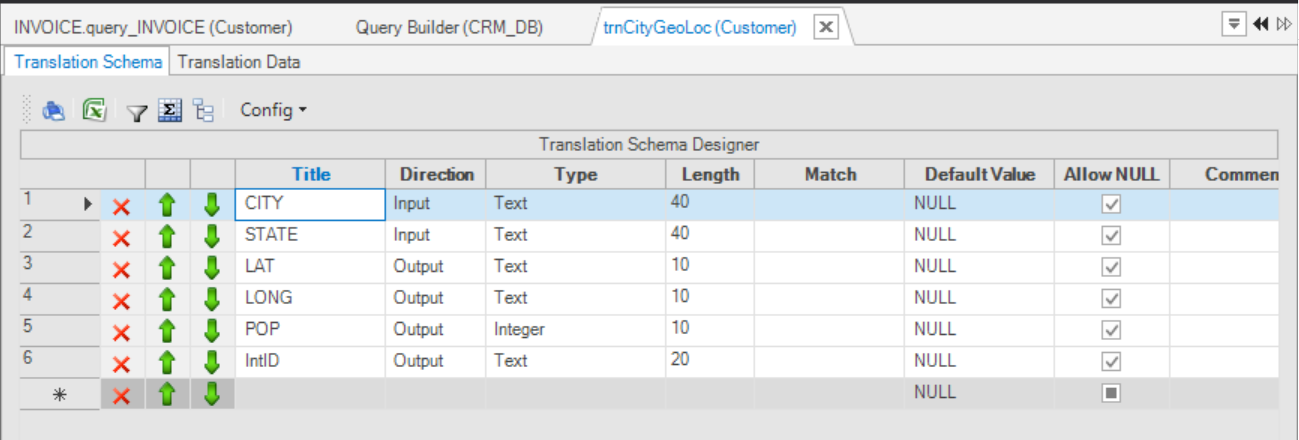 INVOICE.query_INVOICE (Customer) Query Builder (CRM_DB) trnCityGeoLoc (Customer)
Translation Schema Translation Data
Config
Translation Schema Designer
Title Direction Type Length Match Default Value Allow NULL Commen
1 CITY Input Text 40 NULL
2 STATE Input Text 40 NULL
3 LAT Output Text 10 NULL
4 LONG Output Text 10 NULL
5 POP Output Integer 10 NULL
6 IntID Output Text 20 NULL
* NULL